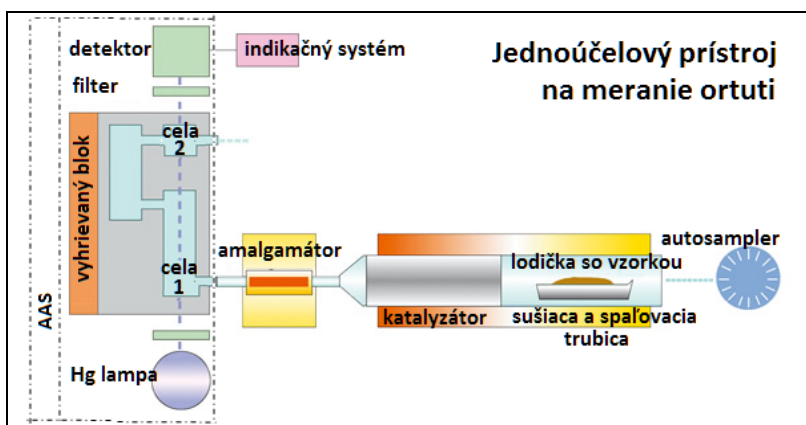 detektor
indikačný systém
Jednoúčelový prístroj
na meranie ortuti
filter
cela
2
vyhrievaný blok
amalgamátor
autosampler
lodička so vzorkou
cela
1
katalyzátor
sušiaca a spaľovacia
trubica
AAS
Hg lampa